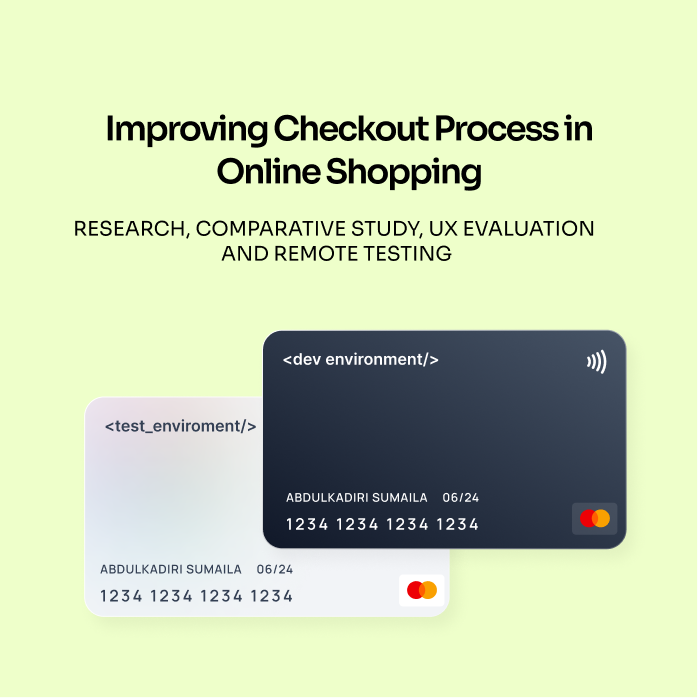 Improving Checkout Process in
Online Shopping
RESEARCH, COMPARATIVE STUDY, UX EVALUATION
AND REMOTE TESTING
<dev environment/>
ABDULKADIRI SUMAILA 06/24
1234 1234 1234 1234
<test_enviroment/>
ABDULKADIRI SUMAILA 06/24
1234 1234 1234 1234